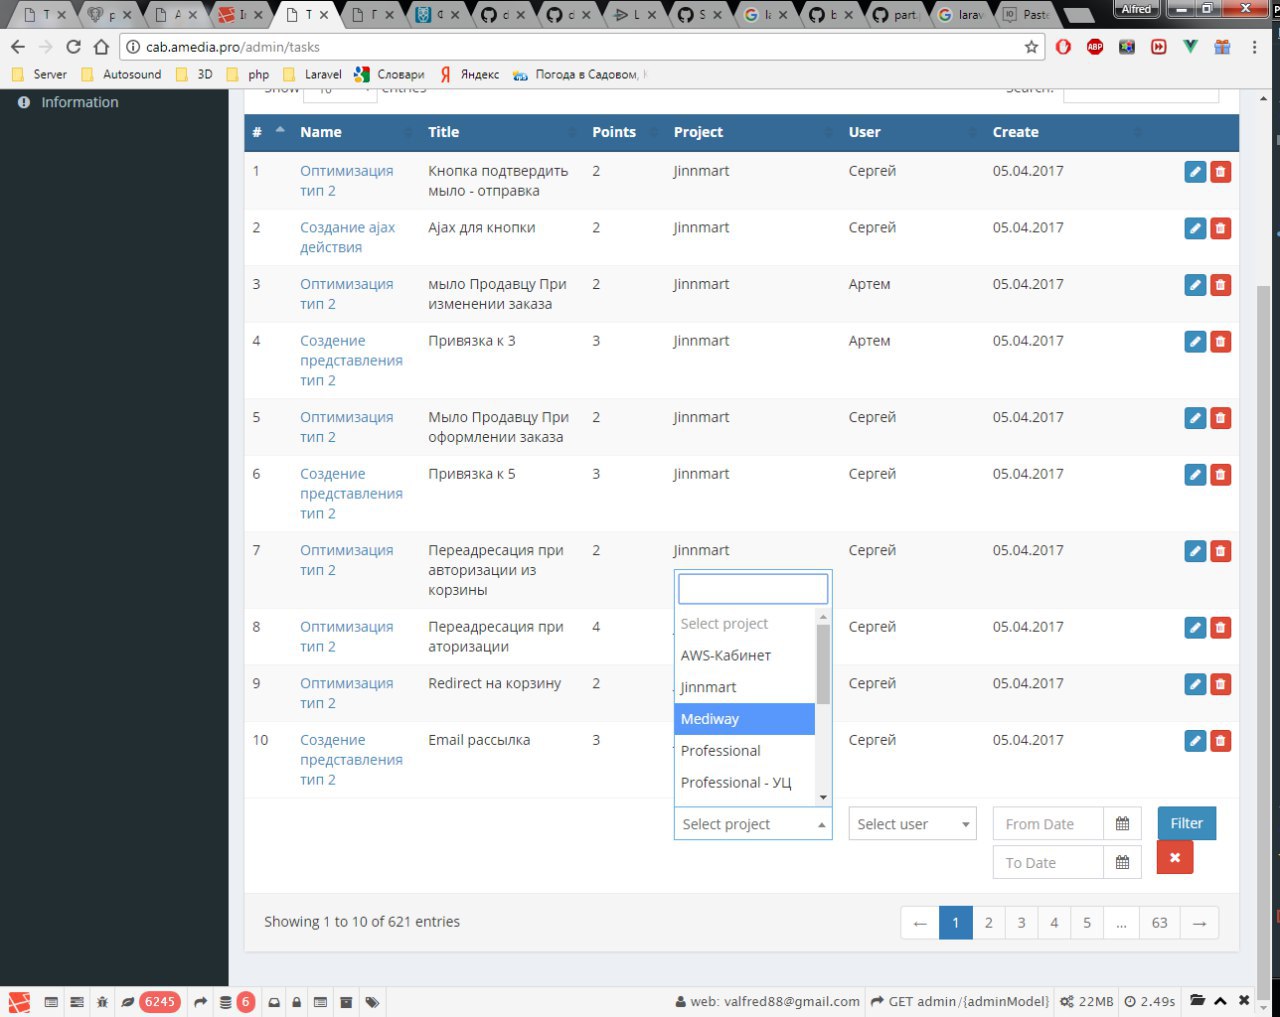 Alfred
cab.amedia.pro/admin/tasks
Server Autosound 3D php Laravel Словари Яндекс Погода в Садовом,
Information
Show 10 entries Search:
# Name Title Points Project User Create
1 Оптимизация Кнопка подтвердить 2 Jinnmart Сергей 05.04.2017
тип 2 мыло - отправка
2 Создание ajax Ajax для кнопки 2 Jinnmart Сергей 05.04.2017
действия
3 Оптимизация мыло Продавцу При 2 Jinnmart Артем 05.04.2017
тип 2 изменении заказа
4 Создение Привязка к 3 3 Jinnmart Артем 05.04.2017
представления
тип 2
5 Оптимизация Мыло Продавцу При 2 Jinnmart Сергей 05.04.2017
тип 2 оформлении заказа
6 Создение Привязка к 5 3 Jinnmart Сергей 05.04.2017
представления
тип 2
7 Оптимизация Переадресация при 2 Jinnmart Сергей 05.04.2017
тип 2 авторизации из
корзины
8 Оптимизация Переадресация при 4 Сергей 05.04.2017
тип 2 аторизации
9 Оптимизация Redirect на корзину 2 Сергей 05.04.2017
тип 2
10 Создение Email рассылка 3 Сергей 05.04.2017
представления
тип 2
Select project
AWS-Кабинет
Jinnmart
Mediway
Professional
Professional - УЦ
Select project Select user From Date Filter
To Date
Showing 1 to 10 of 621 entries ← 1 2 3 4 5 ... 63 →
6245 6 web: valfred88@gmail.com GET admin/{adminModel} 22MB 2.49s